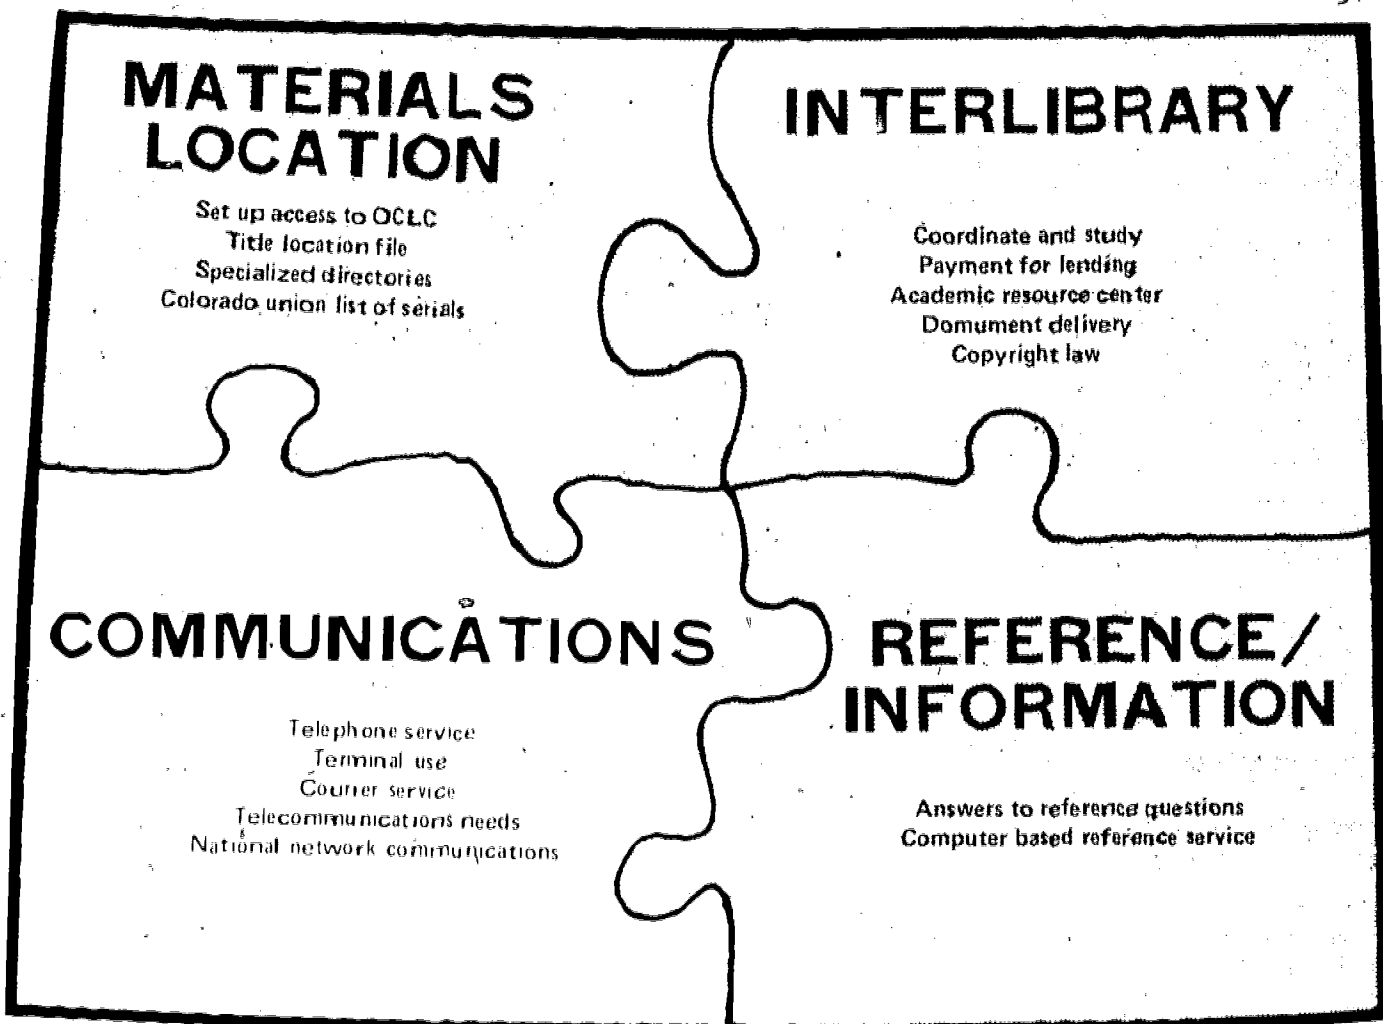 MATERIALS
LOCATION
Set up access to OCLC
Title location file
Specialized directories
Colorado union list of serials
INTERLIBRARY
Coordinate and study
Payment for lending
Academic resource center
Domument delivery
Copyright law
COMMUNICATIONS
Telephone service
Terminal use
Courier service
Telecommunications needs
National network communications
REFERENCE/
INFORMATION
Answers to reference questions
Computer based reference service